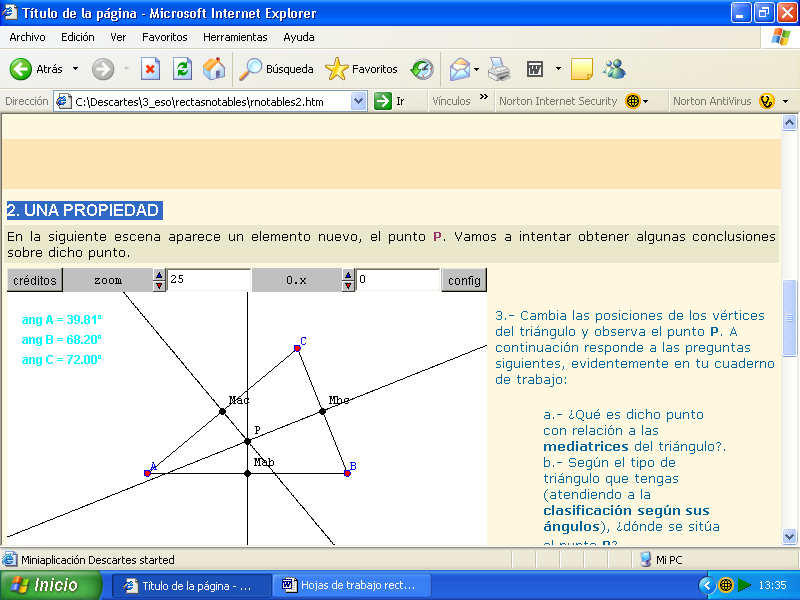 Título de la página - Microsoft Internet Explorer
Archivo Edición Ver Favoritos Herramientas Ayuda
Atrás Búsqueda Favoritos
Dirección C:\Descartes\3_eso\rectasnotables\rnotables2.htm Ir Vínculos » Norton Internet Security Norton AntiVirus
2. UNA PROPIEDAD
En la siguiente escena aparece un elemento nuevo, el punto P. Vamos a intentar obtener algunas conclusiones
sobre dicho punto.
créditos zoom 25 O.x 0 config
ang A = 39.81º
ang B = 68.20º
ang C = 72.00º
C
Mac
Mbc
P
Mab
A
B
3.- Cambia las posiciones de los vértices
del triángulo y observa el punto P. A
continuación responde a las preguntas
siguientes, evidentemente en tu cuaderno
de trabajo:
a.- ¿Qué es dicho punto
con relación a las
mediatrices del triángulo?.
b.- Según el tipo de
triángulo que tengas
(atendiendo a la
clasificación según sus
ángulos), ¿dónde se sitúa
el punto P?
Miniaplicación Descartes started Mi PC
Inicio Título de la página - ... Hojas de trabajo rect... 13:35